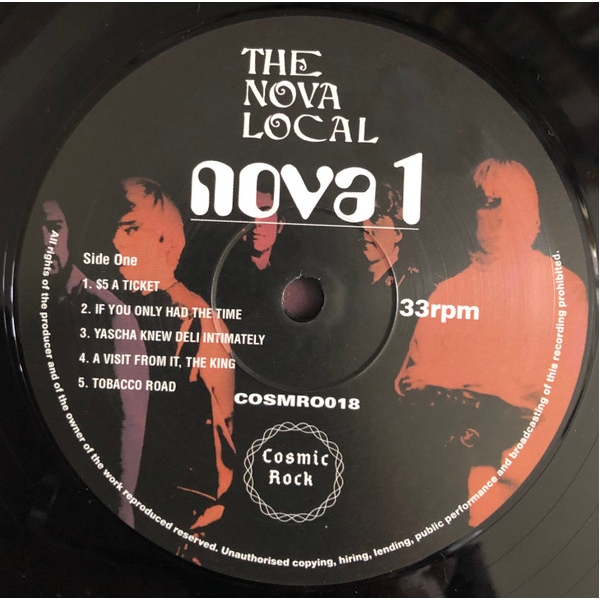 THE
NOVA
LOCAL
nova 1
Side One
1. $5 A TICKET
2. IF YOU ONLY HAD THE TIME
3. YASCHA KNEW DELI INTIMATELY
4. A VISIT FROM IT, THE KING
5. TOBACCO ROAD
33rpm
COSMRO018
Cosmic
Rock
All rights of the producer and of the owner of the work reproduced reserved. Unauthorised copying, hiring, lending, public performance and broadcasting of this recording prohibited.